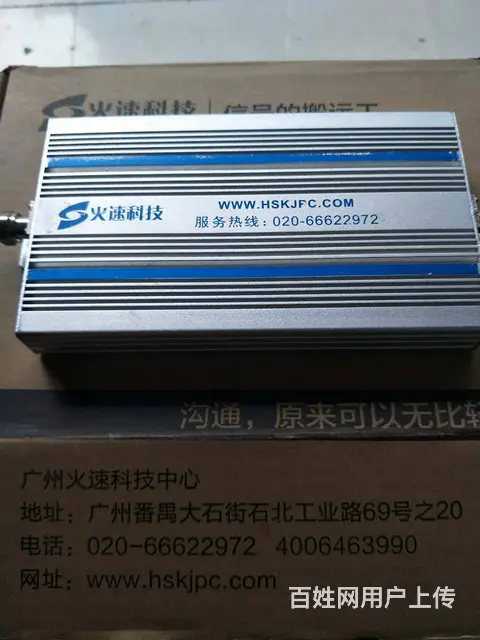 火速科技 信号的搬运工
火速科技
WWW.HSKJFC.COM
服务热线：020-66622972
沟通，原来可以无比轻
广州火速科技中心
地址：广州番禺大石街石北工业路69号之20
电话：020-66622972 4006463990
网址：www.hskjpc.com
百姓网用户上传